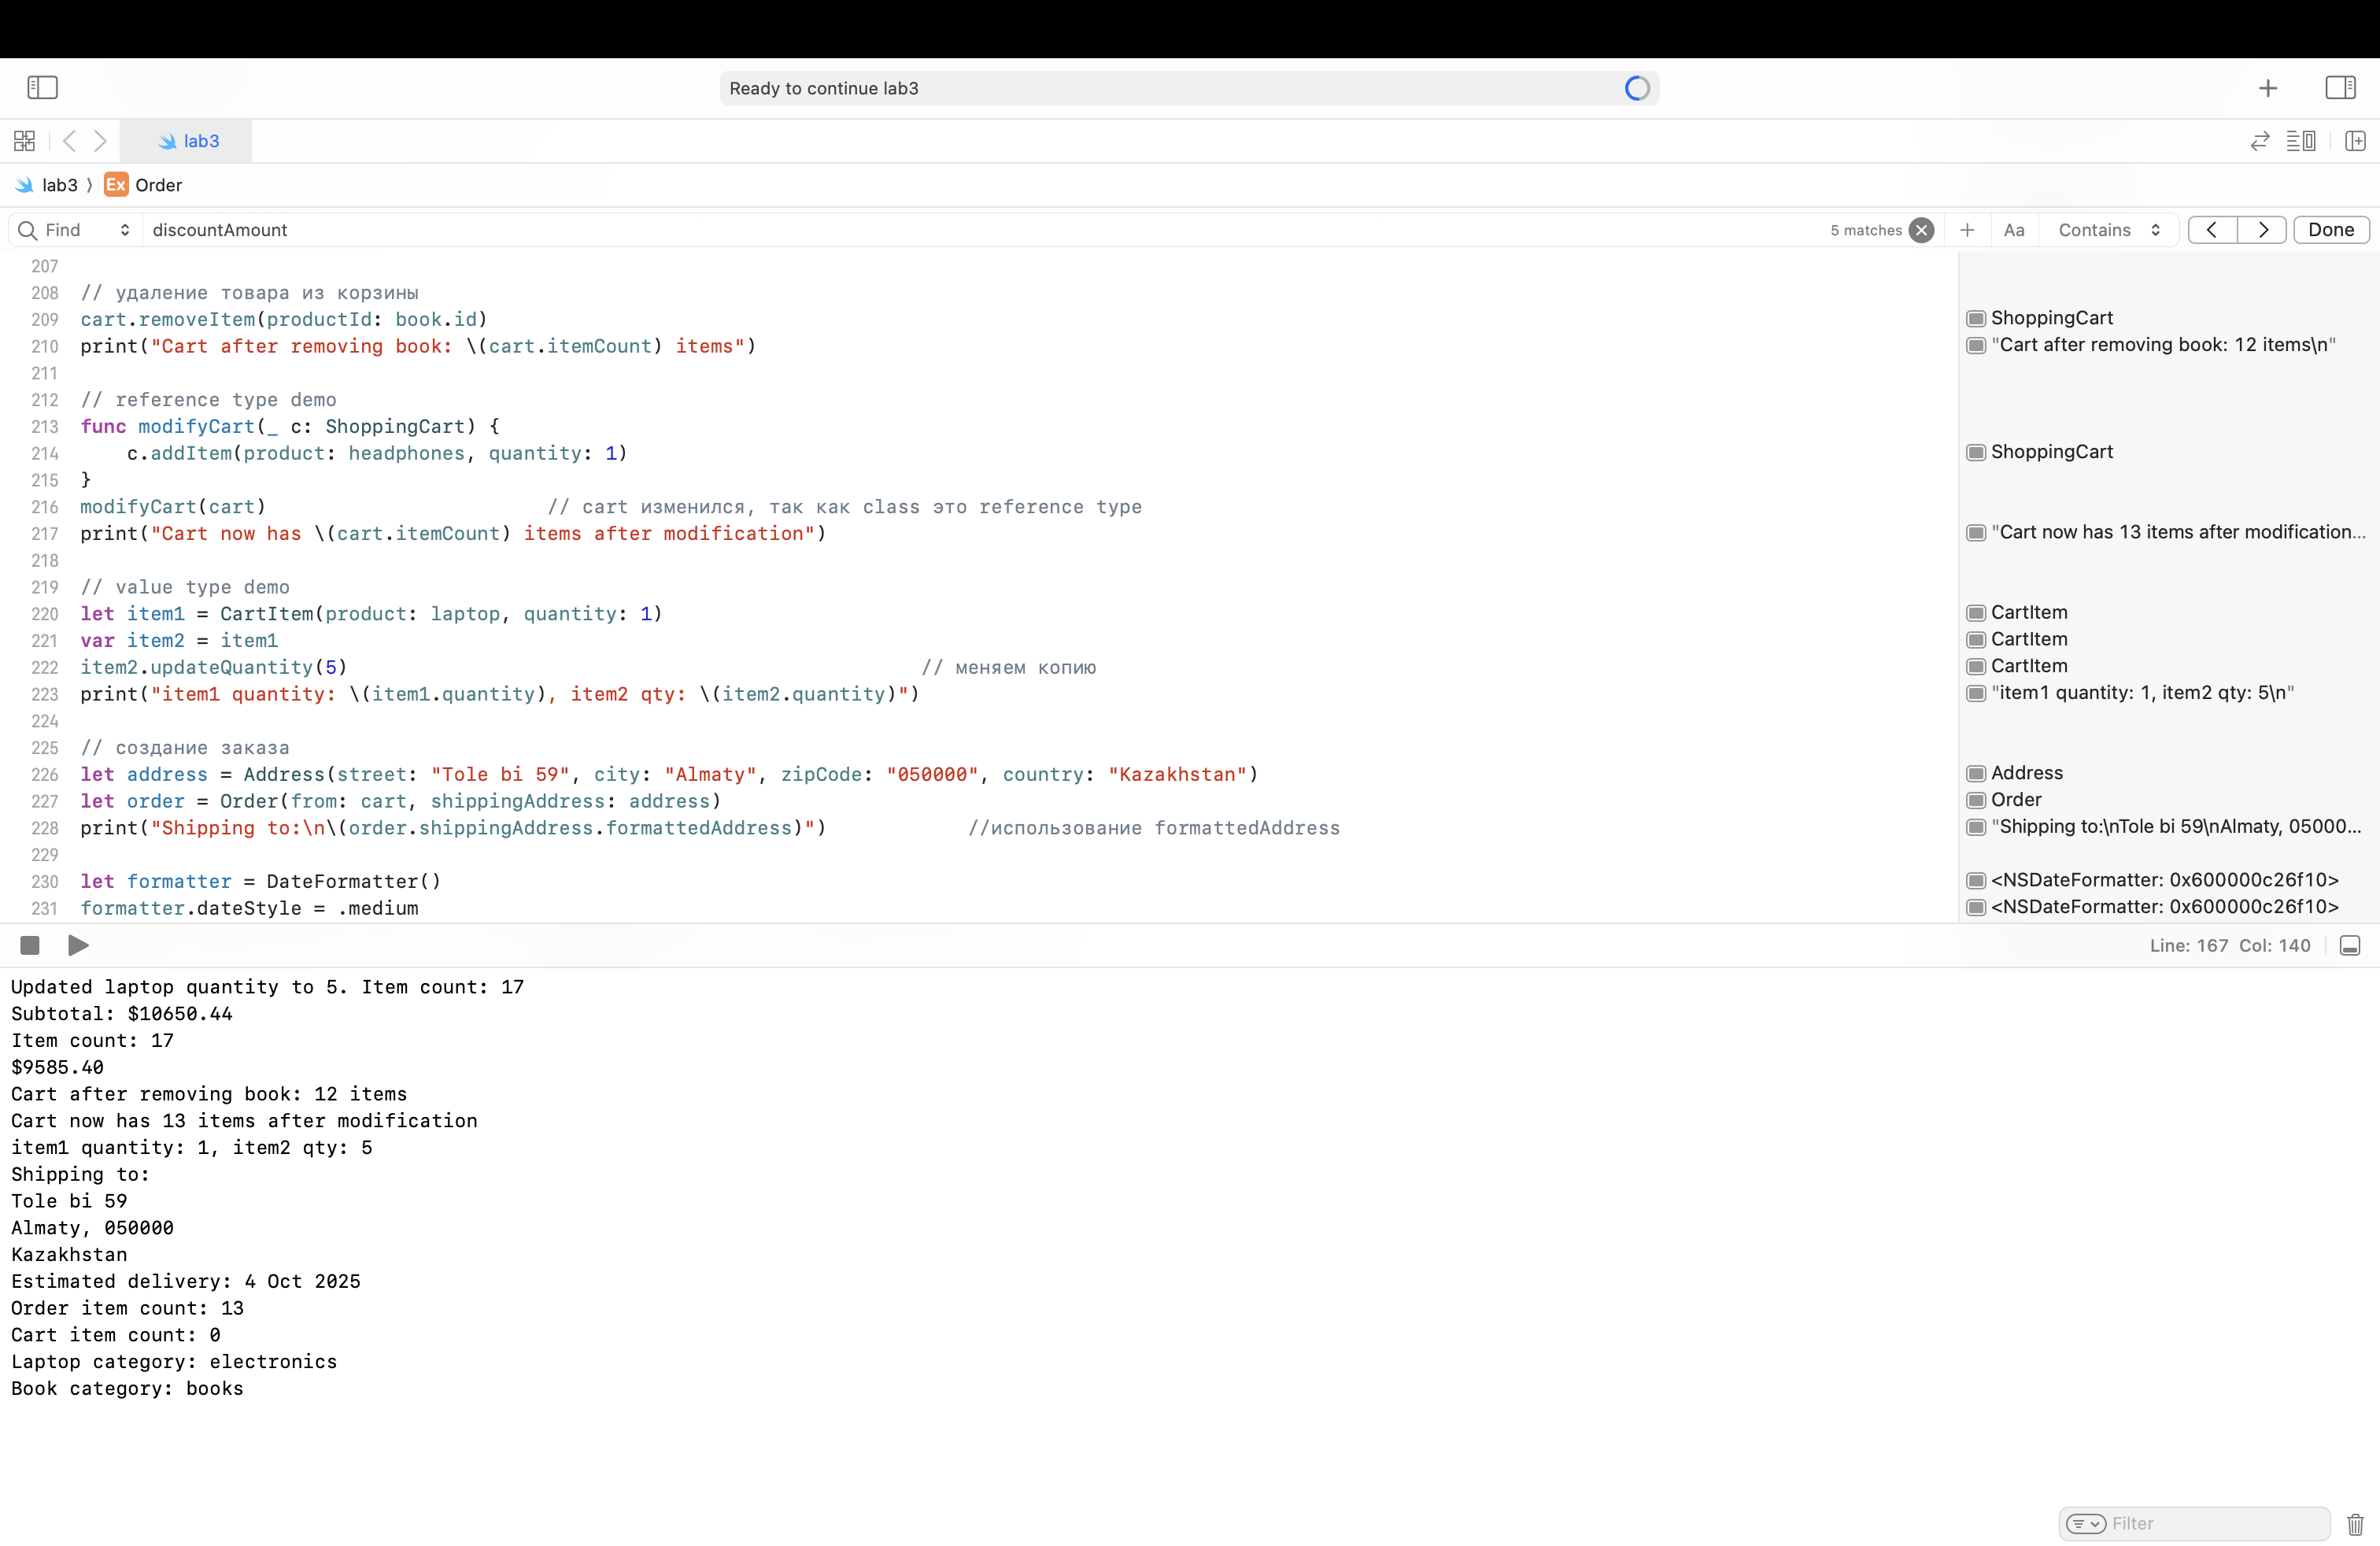 Ready to continue lab3
lab3
lab3 ⟩ Ex Order
Find discountAmount 5 matches Aa Contains Done
207
208 // удаление товара из корзины
209 cart.removeItem(productId: book.id) ShoppingCart
210 print("Cart after removing book: \(cart.itemCount) items") "Cart after removing book: 12 items\n"
211
212 // reference type demo
213 func modifyCart(_ c: ShoppingCart) {
214     c.addItem(product: headphones, quantity: 1) ShoppingCart
215 }
216 modifyCart(cart) // cart изменился, так как class это reference type
217 print("Cart now has \(cart.itemCount) items after modification") "Cart now has 13 items after modification...
218
219 // value type demo
220 let item1 = CartItem(product: laptop, quantity: 1) CartItem
221 var item2 = item1 CartItem
222 item2.updateQuantity(5) // меняем копию CartItem
223 print("item1 quantity: \(item1.quantity), item2 qty: \(item2.quantity)") "item1 quantity: 1, item2 qty: 5\n"
224
225 // создание заказа
226 let address = Address(street: "Tole bi 59", city: "Almaty", zipCode: "050000", country: "Kazakhstan") Address
227 let order = Order(from: cart, shippingAddress: address) Order
228 print("Shipping to:\n\(order.shippingAddress.formattedAddress)") //использование formattedAddress "Shipping to:\nTole bi 59\nAlmaty, 05000...
229
230 let formatter = DateFormatter() <NSDateFormatter: 0x600000c26f10>
231 formatter.dateStyle = .medium <NSDateFormatter: 0x600000c26f10>
Line: 167 Col: 140
Updated laptop quantity to 5. Item count: 17
Subtotal: $10650.44
Item count: 17
$9585.40
Cart after removing book: 12 items
Cart now has 13 items after modification
item1 quantity: 1, item2 qty: 5
Shipping to:
Tole bi 59
Almaty, 050000
Kazakhstan
Estimated delivery: 4 Oct 2025
Order item count: 13
Cart item count: 0
Laptop category: electronics
Book category: books
Filter